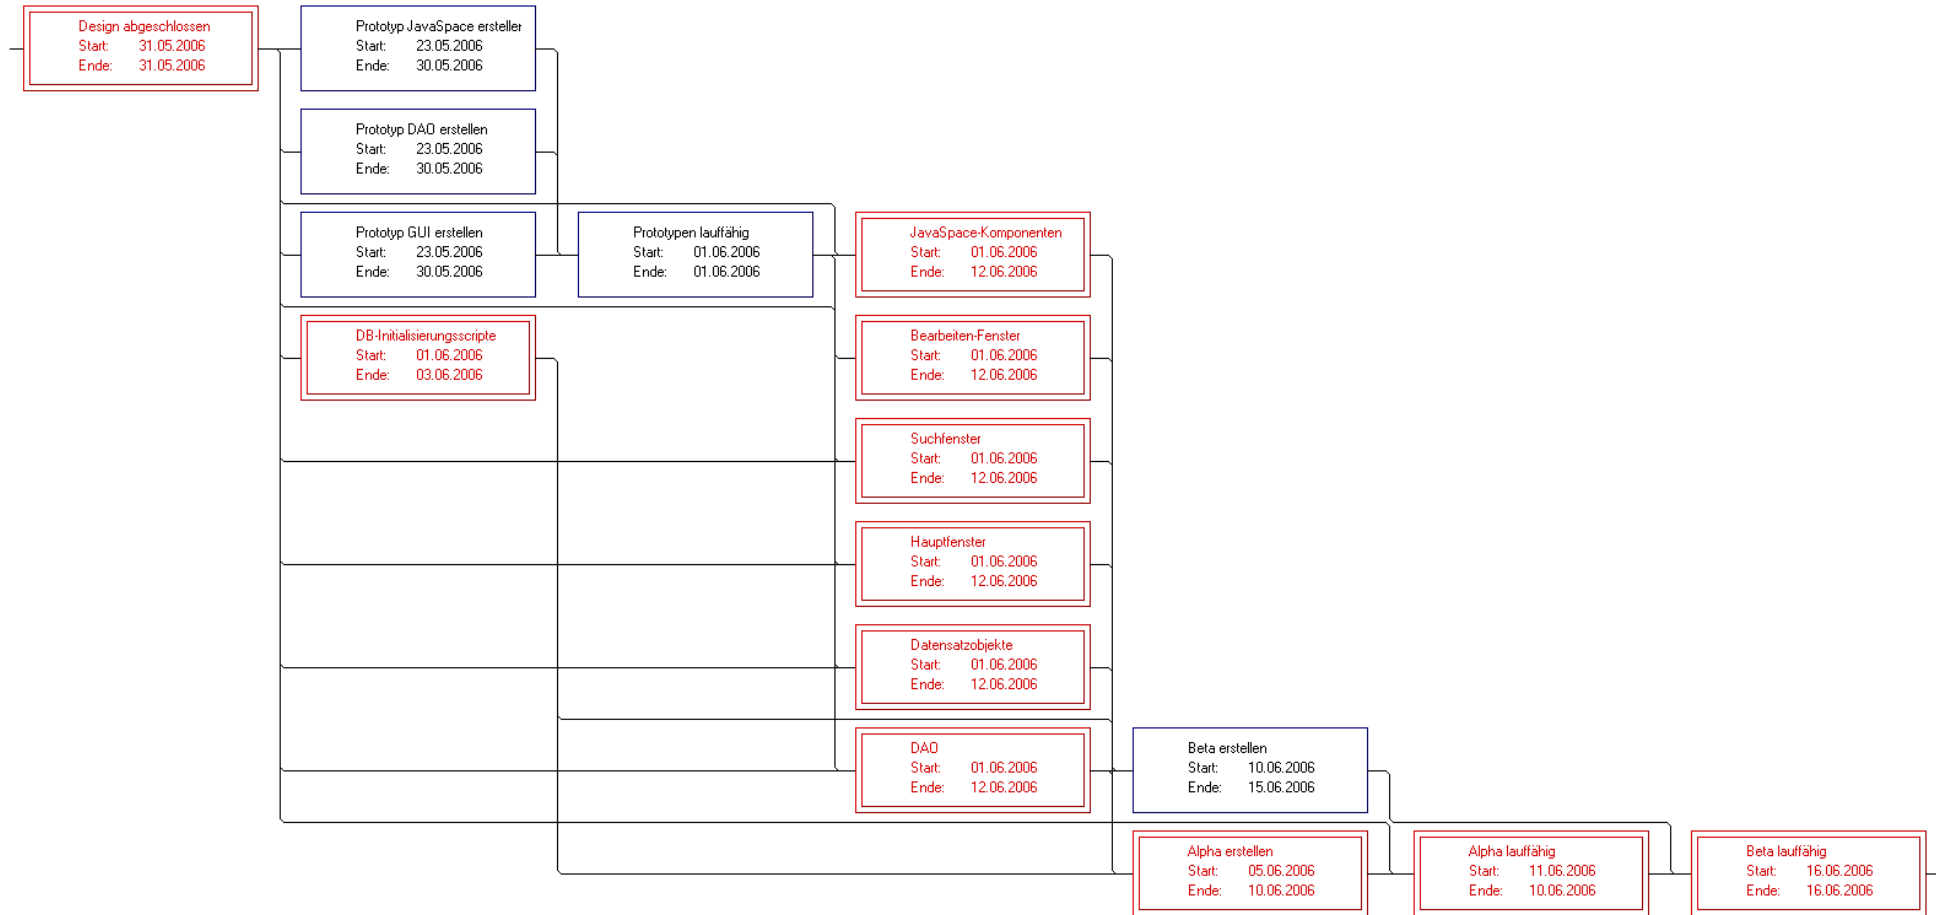 Design abgeschlossen
Start: 31.05.2006
Ende: 31.05.2006
Prototyp JavaSpace ersteller
Start: 23.05.2006
Ende: 30.05.2006
Prototyp DAO erstellen
Start: 23.05.2006
Ende: 30.05.2006
Prototyp GUI erstellen
Start: 23.05.2006
Ende: 30.05.2006
Prototypen lauffähig
Start: 01.06.2006
Ende: 01.06.2006
JavaSpace-Komponenten
Start: 01.06.2006
Ende: 12.06.2006
DB-Initialisierungsscripte
Start: 01.06.2006
Ende: 03.06.2006
Bearbeiten-Fenster
Start: 01.06.2006
Ende: 12.06.2006
Suchfenster
Start: 01.06.2006
Ende: 12.06.2006
Hauptfenster
Start: 01.06.2006
Ende: 12.06.2006
Datensatzobjekte
Start: 01.06.2006
Ende: 12.06.2006
DAO
Start: 01.06.2006
Ende: 12.06.2006
Beta erstellen
Start: 10.06.2006
Ende: 15.06.2006
Alpha erstellen
Start: 05.06.2006
Ende: 10.06.2006
Alpha lauffähig
Start: 11.06.2006
Ende: 10.06.2006
Beta lauffähig
Start: 16.06.2006
Ende: 16.06.2006